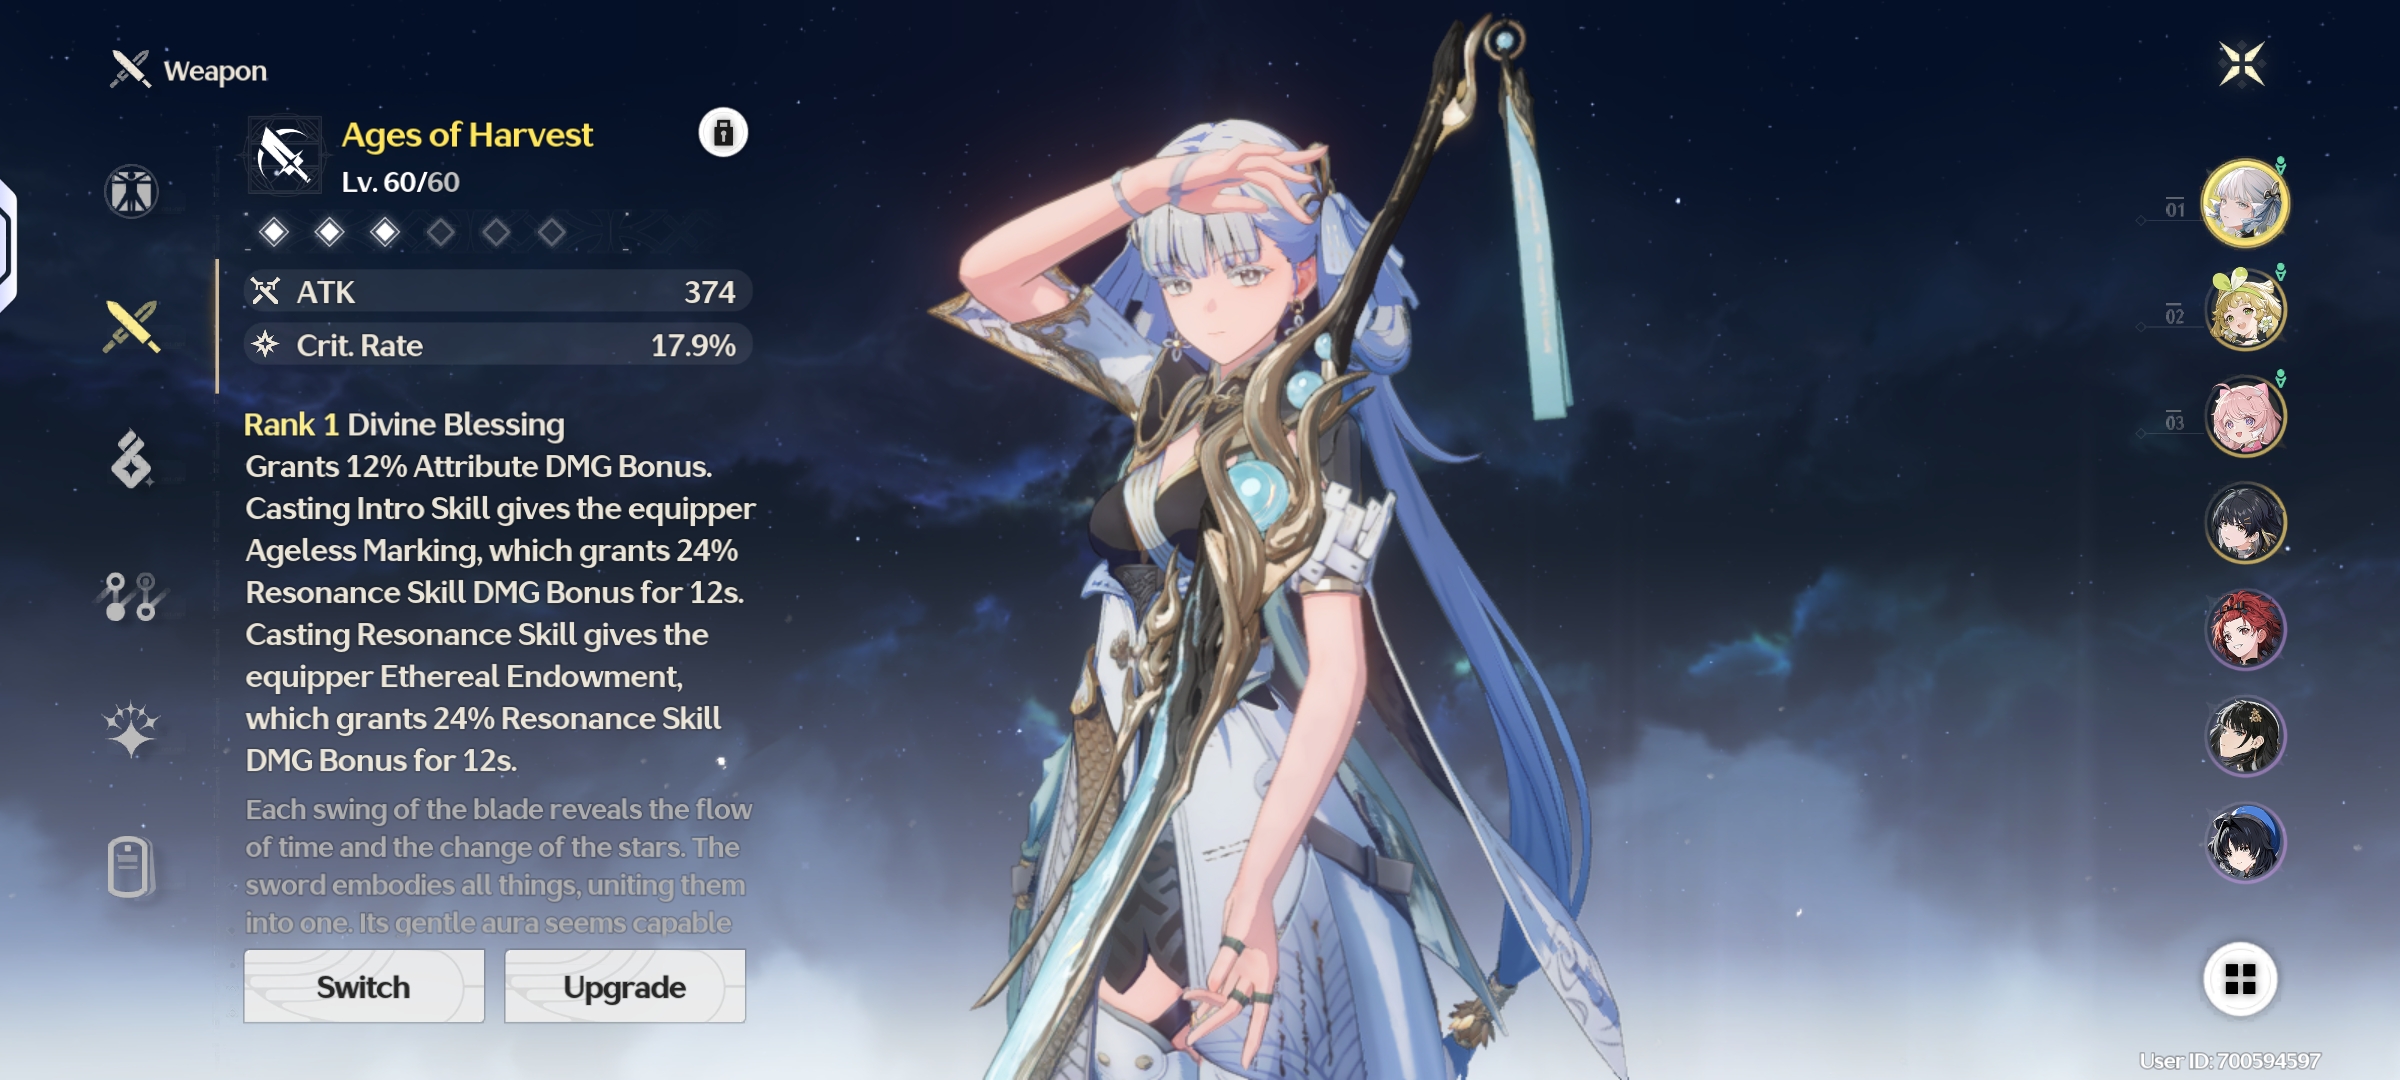 Weapon
Ages of Harvest
Lv. 60/60
ATK 374
Crit. Rate 17.9%
Rank 1 Divine Blessing
Grants 12% Attribute DMG Bonus.
Casting Intro Skill gives the equipper
Ageless Marking, which grants 24%
Resonance Skill DMG Bonus for 12s.
Casting Resonance Skill gives the
equipper Ethereal Endowment,
which grants 24% Resonance Skill
DMG Bonus for 12s.
Each swing of the blade reveals the flow
of time and the change of the stars. The
sword embodies all things, uniting them
into one. Its gentle aura seems capable
Switch
Upgrade
01
02
03
User ID: 700594597